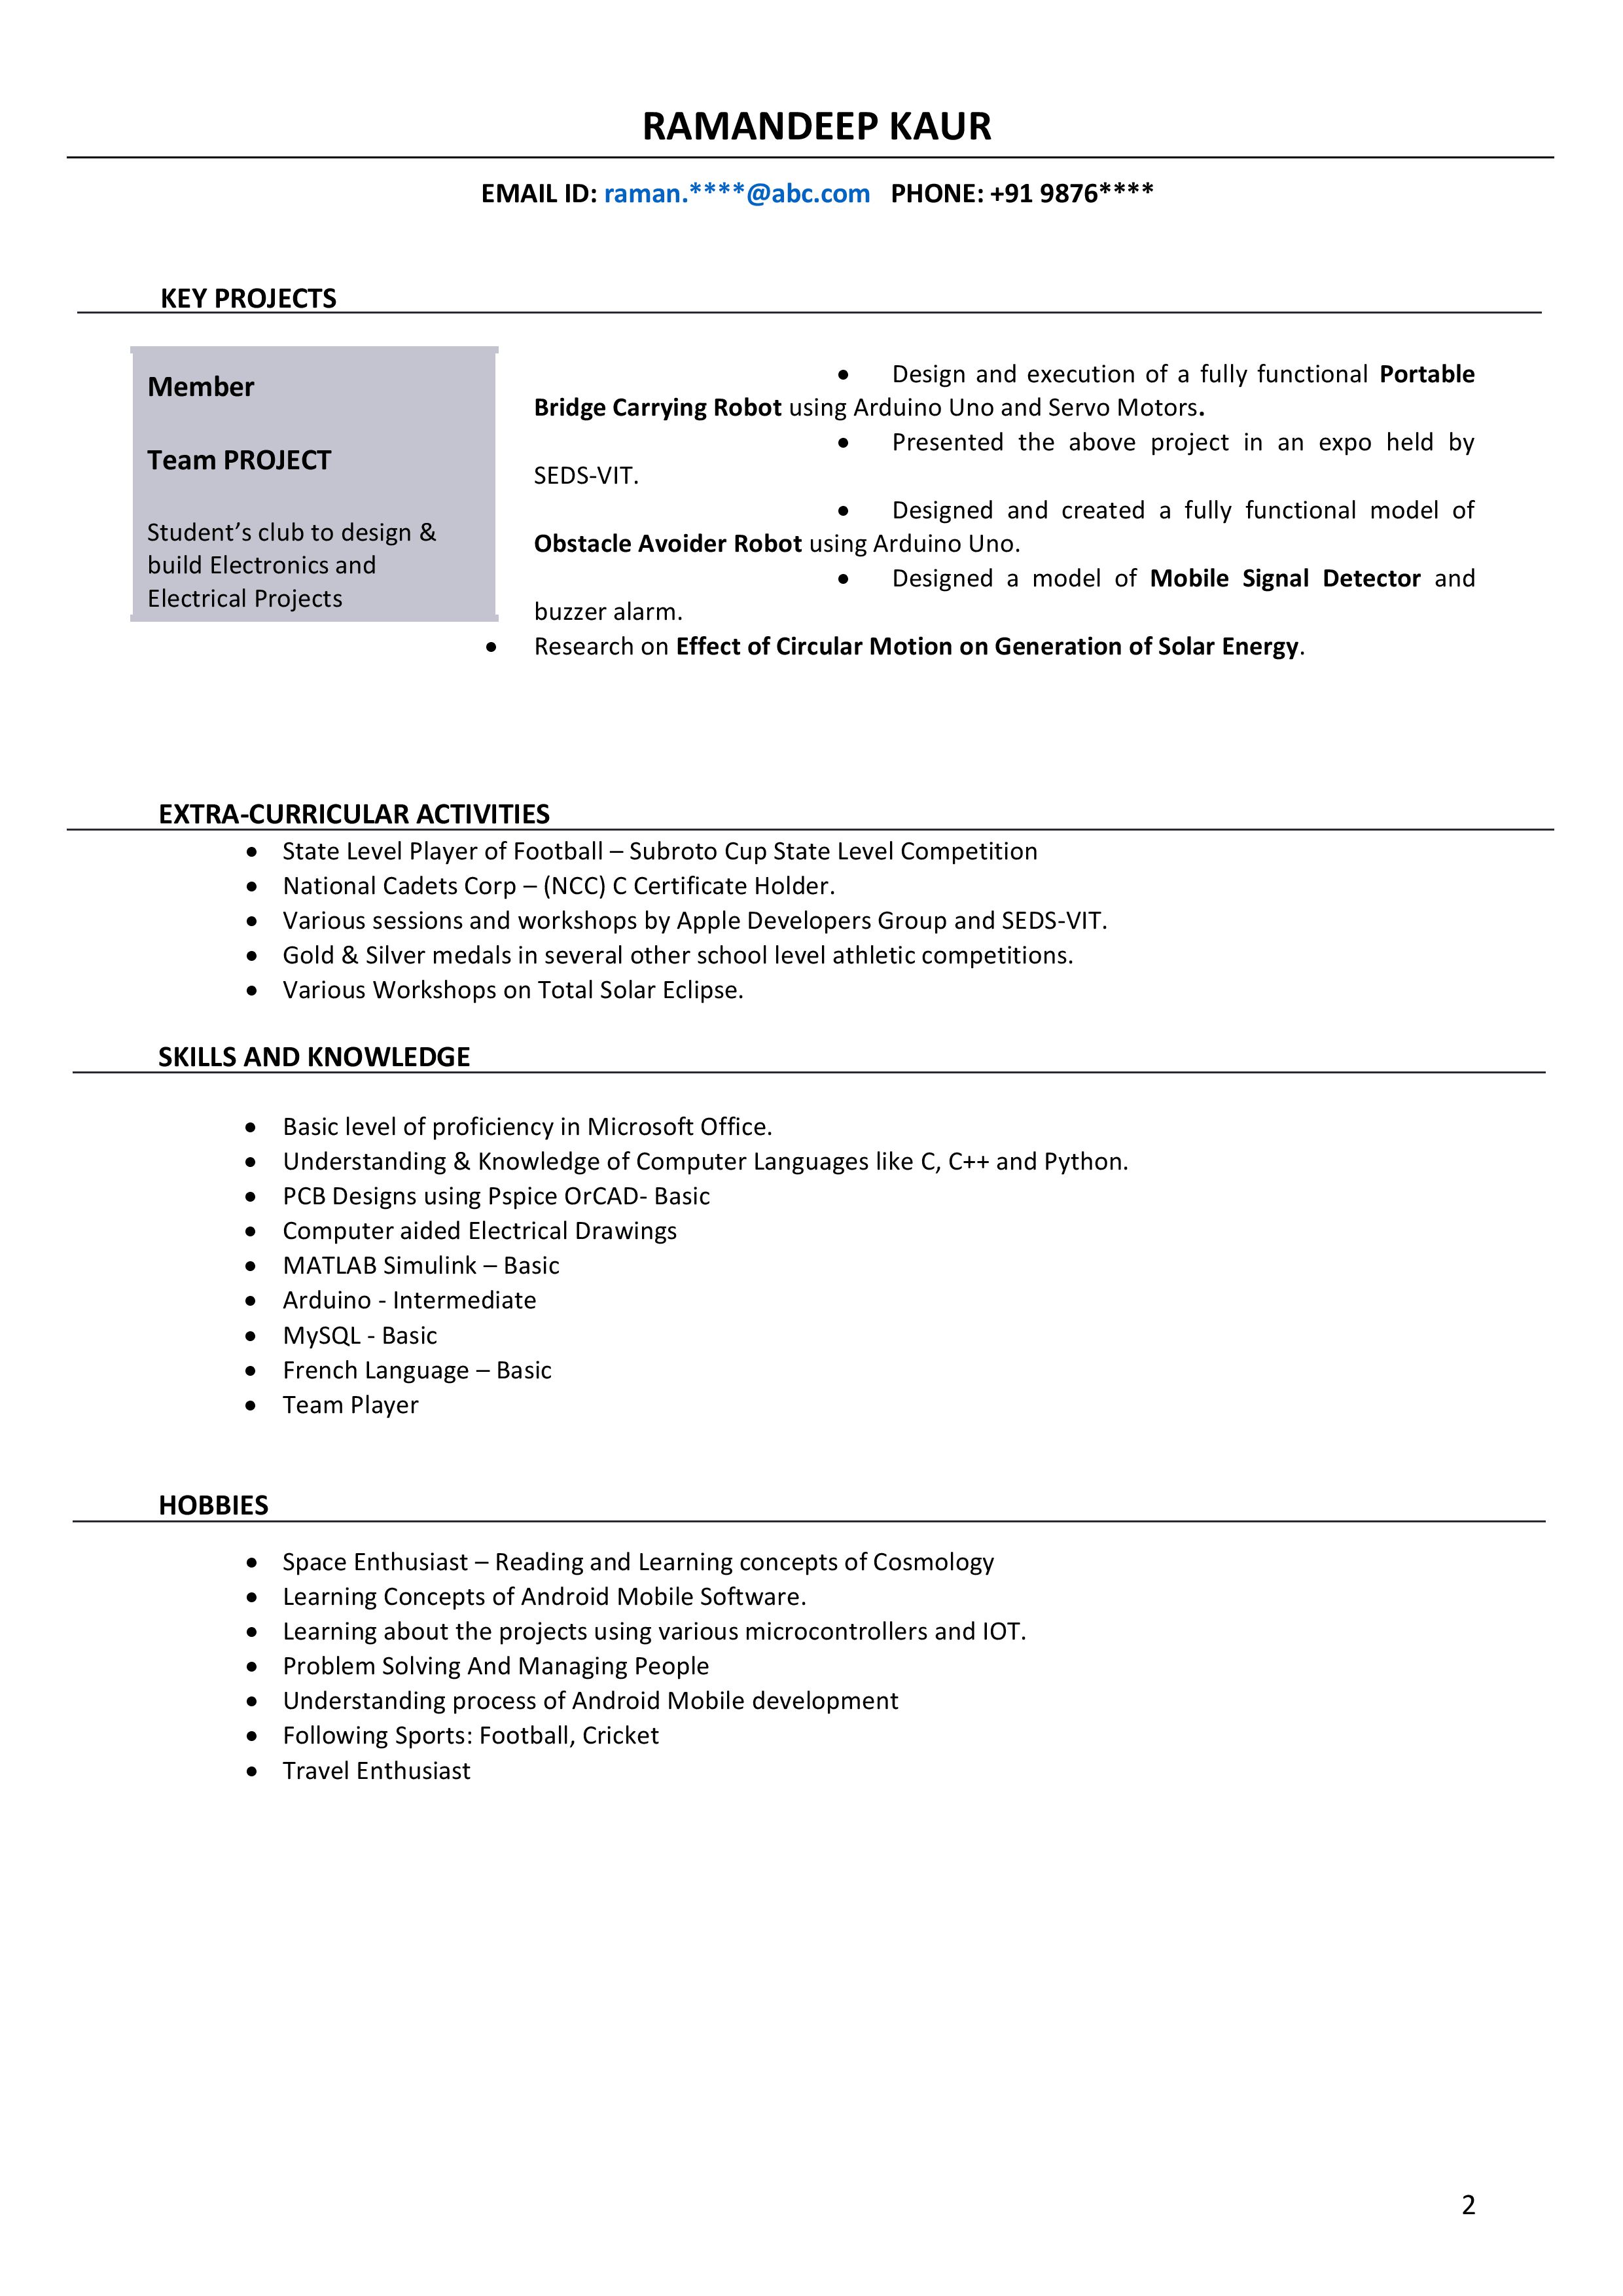 RAMANDEEP KAUR
EMAIL ID: raman.****@abc.com PHONE: +91 9876****
KEY PROJECTS
Member
Team PROJECT
Student’s club to design &
build Electronics and
Electrical Projects
• Design and execution of a fully functional Portable
Bridge Carrying Robot using Arduino Uno and Servo Motors.
• Presented the above project in an expo held by
SEDS-VIT.
• Designed and created a fully functional model of
Obstacle Avoider Robot using Arduino Uno.
• Designed a model of Mobile Signal Detector and
buzzer alarm.
• Research on Effect of Circular Motion on Generation of Solar Energy.
EXTRA-CURRICULAR ACTIVITIES
• State Level Player of Football – Subroto Cup State Level Competition
• National Cadets Corp – (NCC) C Certificate Holder.
• Various sessions and workshops by Apple Developers Group and SEDS-VIT.
• Gold & Silver medals in several other school level athletic competitions.
• Various Workshops on Total Solar Eclipse.
SKILLS AND KNOWLEDGE
• Basic level of proficiency in Microsoft Office.
• Understanding & Knowledge of Computer Languages like C, C++ and Python.
• PCB Designs using Pspice OrCAD- Basic
• Computer aided Electrical Drawings
• MATLAB Simulink – Basic
• Arduino - Intermediate
• MySQL - Basic
• French Language – Basic
• Team Player
HOBBIES
• Space Enthusiast – Reading and Learning concepts of Cosmology
• Learning Concepts of Android Mobile Software.
• Learning about the projects using various microcontrollers and IOT.
• Problem Solving And Managing People
• Understanding process of Android Mobile development
• Following Sports: Football, Cricket
• Travel Enthusiast
2